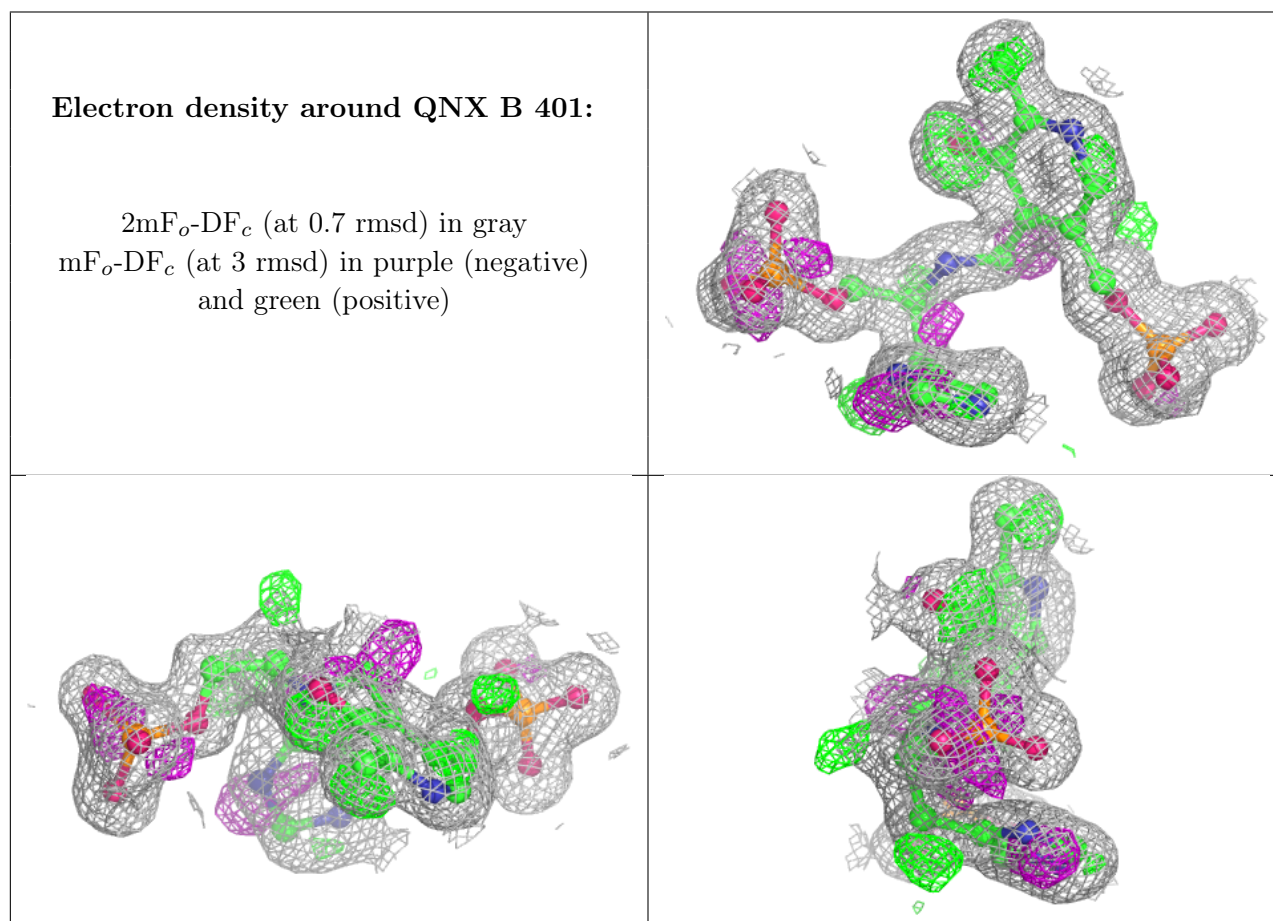 Electron density around QNX B 401:
2mFo-DFc (at 0.7 rmsd) in gray
mFo-DFc (at 3 rmsd) in purple (negative)
and green (positive)